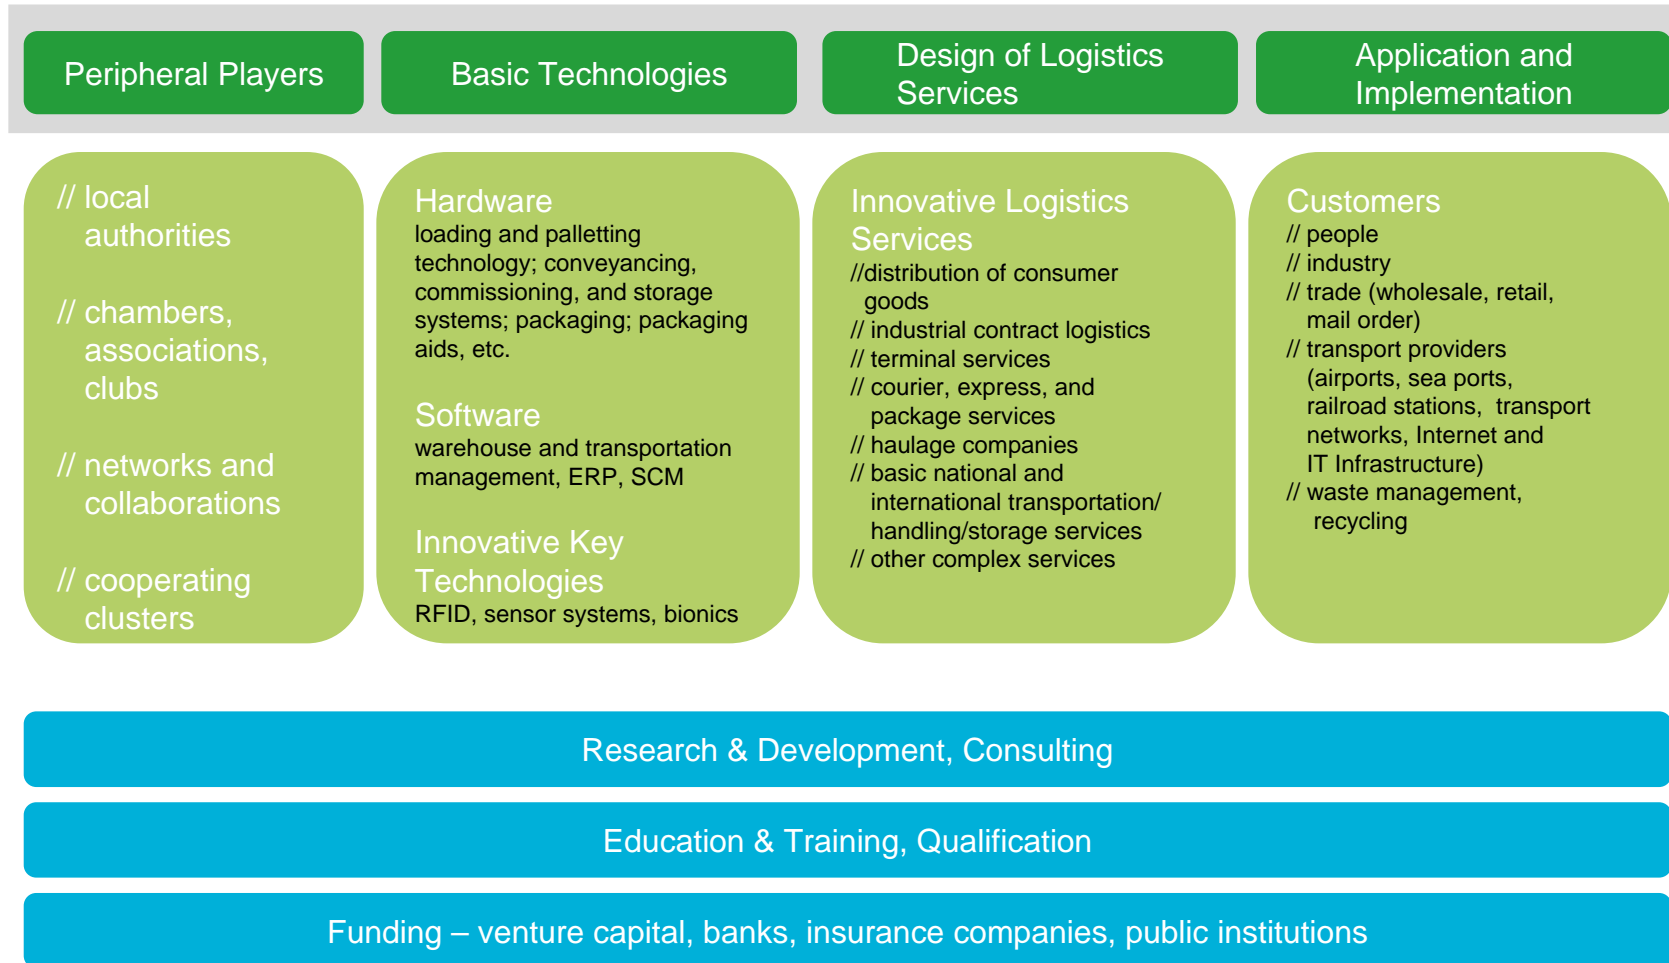 Peripheral Players
Basic Technologies
Design of Logistics
Services
Application and
Implementation
// local
authorities
// chambers,
associations,
clubs
// networks and
collaborations
// cooperating
clusters
Hardware
loading and palletting
technology; conveyancing,
commissioning, and storage
systems; packaging; packaging
aids, etc.
Software
warehouse and transportation
management, ERP, SCM
Innovative Key
Technologies
RFID, sensor systems, bionics
Innovative Logistics
Services
//distribution of consumer
goods
// industrial contract logistics
// terminal services
// courier, express, and
package services
// haulage companies
// basic national and
international transportation/
handling/storage services
// other complex services
Customers
// people
// industry
// trade (wholesale, retail,
mail order)
// transport providers
(airports, sea ports,
railroad stations, transport
networks, Internet and
IT Infrastructure)
// waste management,
recycling
Research & Development, Consulting
Education & Training, Qualification
Funding – venture capital, banks, insurance companies, public institutions